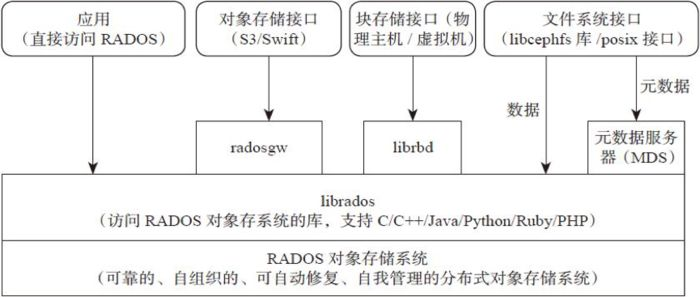 应用
（直接访问 RADOS）
对象存储接口
（S3/Swift）
块存储接口（物
理主机 / 虚拟机）
文件系统接口
（libcephfs 库 /posix 接口）
数据
元数据
radosgw
librbd
元数据服务
器（MDS）
librados
（访问 RADOS 对象存系统的库，支持 C/C++/Java/Python/Ruby/PHP）
RADOS 对象存储系统
（可靠的、自组织的、可自动修复、自我管理的分布式对象存储系统）